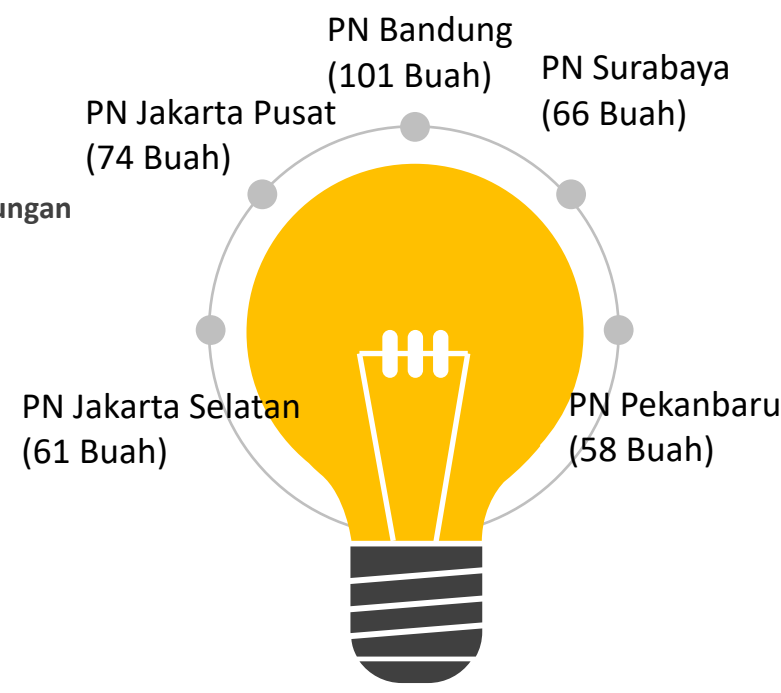 PN Bandung
(101 Buah)
PN Surabaya
(66 Buah)
PN Jakarta Pusat
(74 Buah)
PN Jakarta Selatan
(61 Buah)
PN Pekanbaru
(58 Buah)